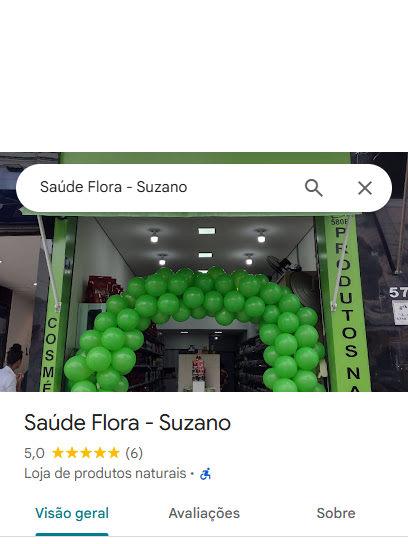 Saúde Flora - Suzano
580B
PRODUTOS NA
57
COSMÉ
Saúde Flora - Suzano
5,0 ★★★★★ (6)
Loja de produtos naturais •
Visão geral
Avaliações
Sobre